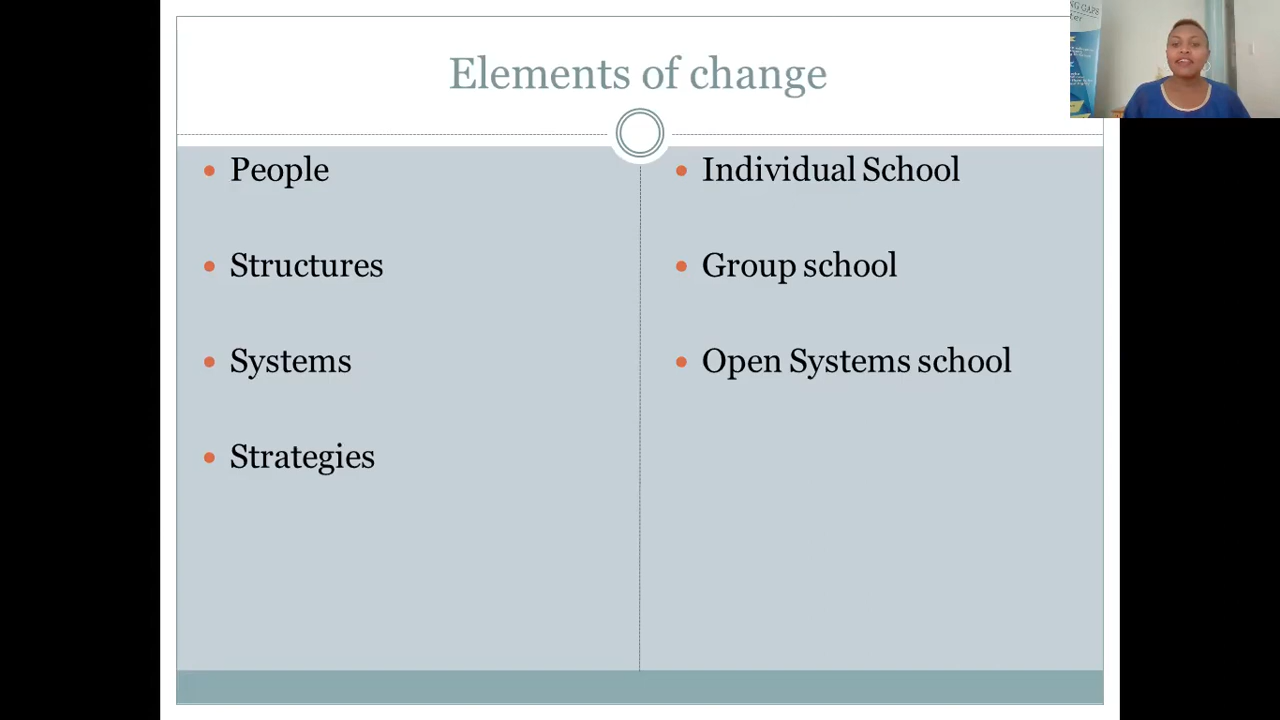 Elements of change
People
Structures
Systems
Strategies
Individual School
Group school
Open Systems school